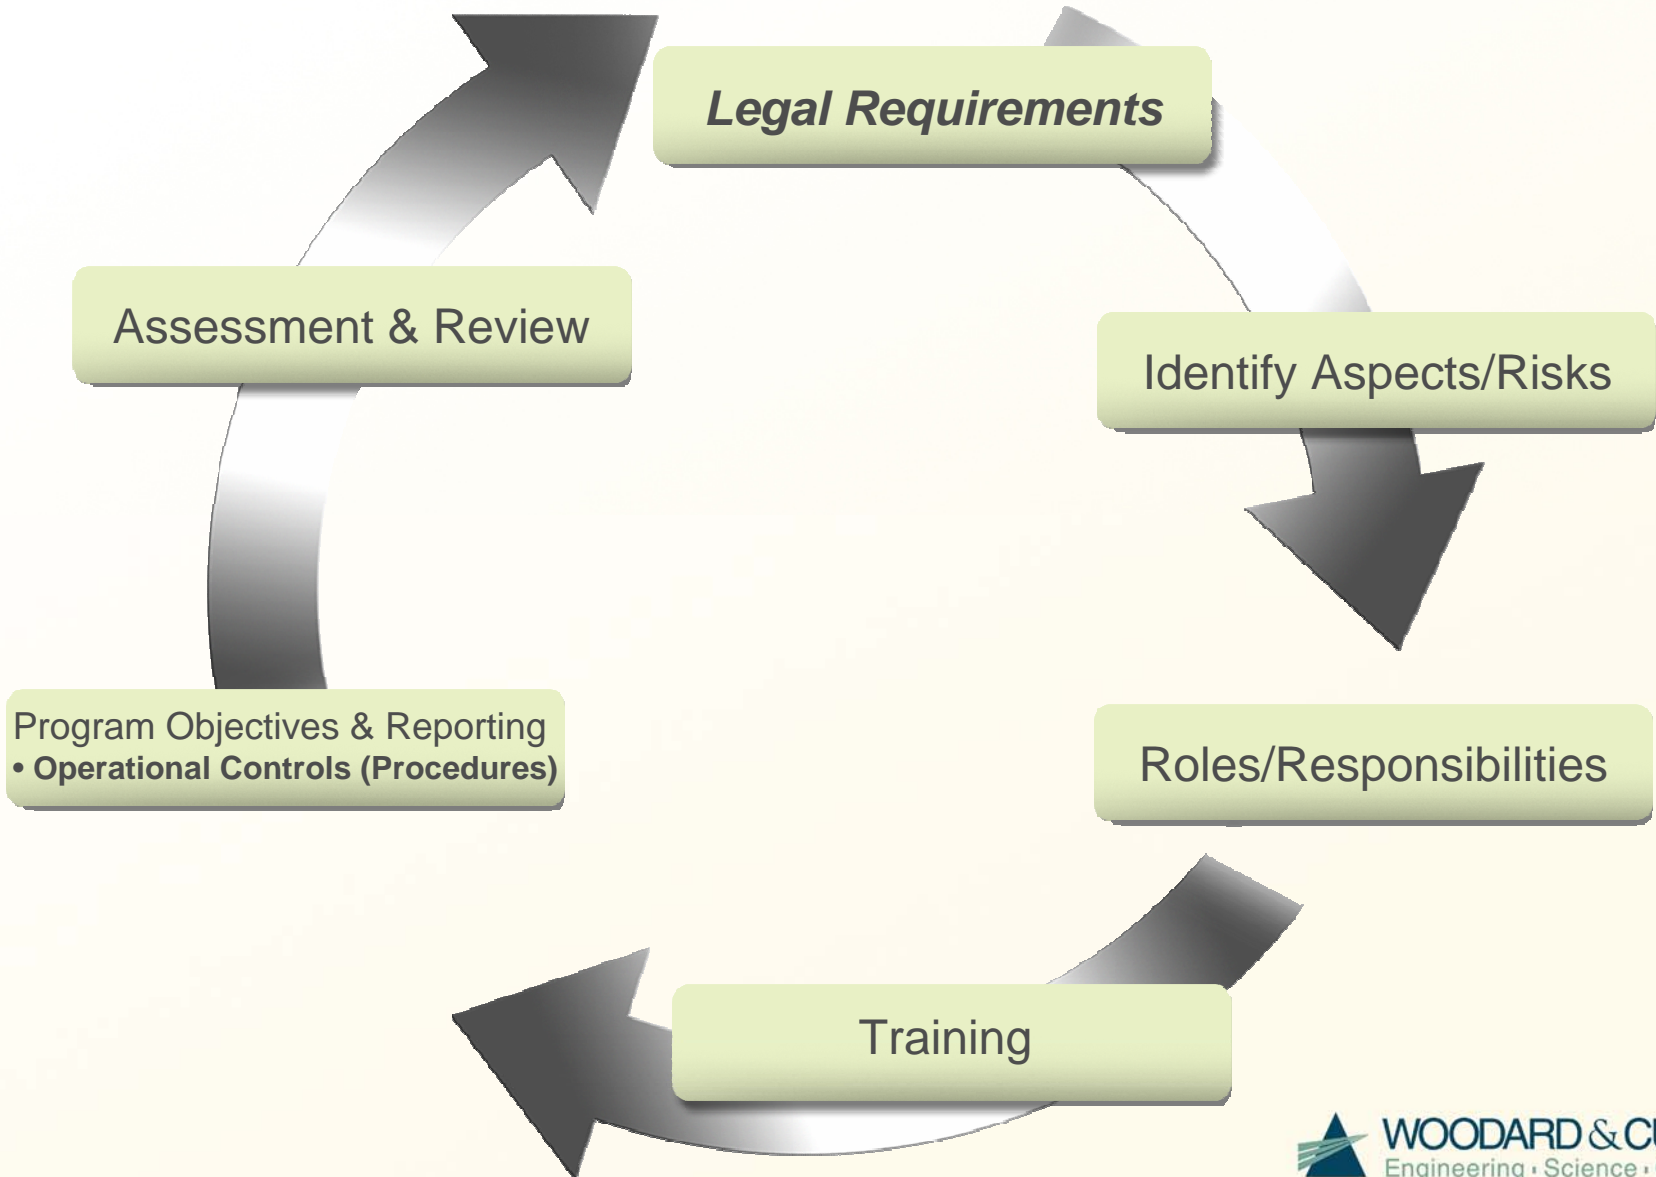 Legal Requirements
Assessment & Review
Identify Aspects/Risks
Program Objectives & Reporting
• Operational Controls (Procedures)
Roles/Responsibilities
Training
WOODARD &
Engineering · Science ·